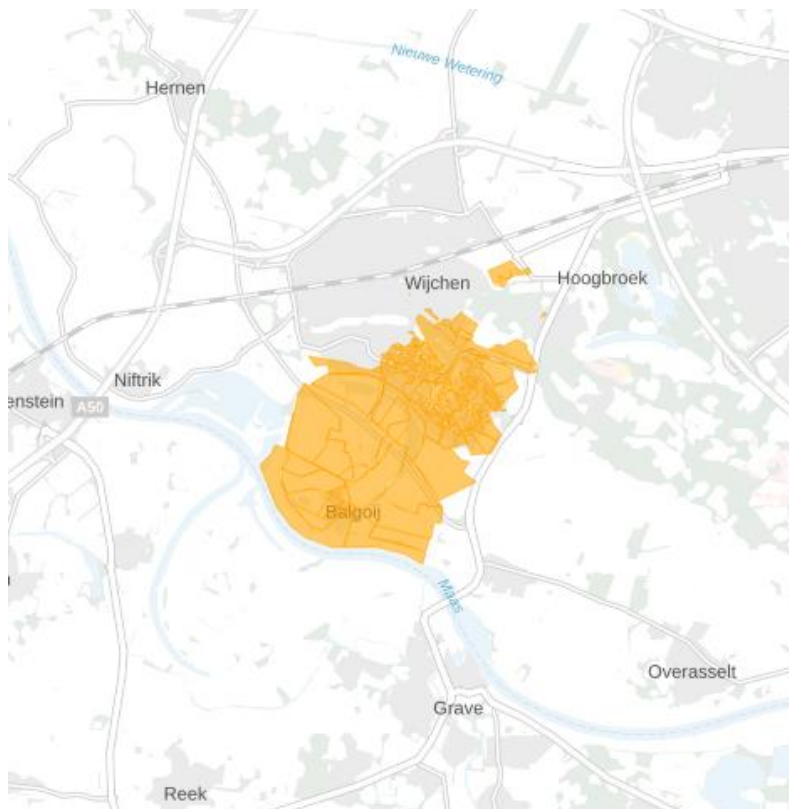 Nieuwe Wetering
Hernen
Wijchen
Hoogbroek
Niftrik
enstein
A50
Balgoij
Maas
Overasselt
Grave
Reek